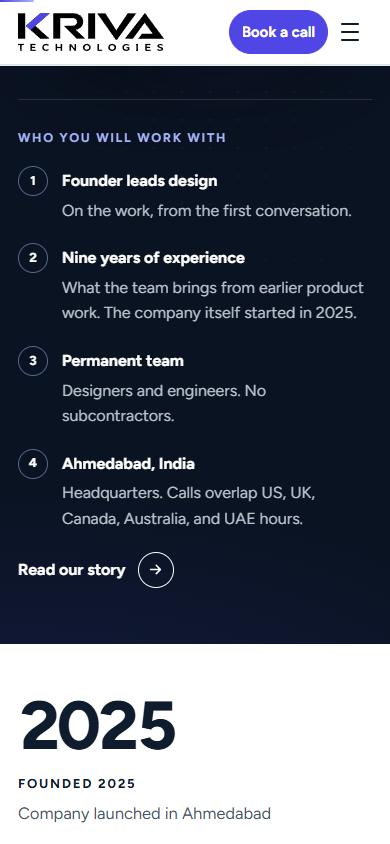 KRIVA
TECHNOLOGIES
Book a call
WHO YOU WILL WORK WITH
1
Founder leads design
On the work, from the first conversation.
2
Nine years of experience
What the team brings from earlier product
work. The company itself started in 2025.
3
Permanent team
Designers and engineers. No
subcontractors.
4
Ahmedabad, India
Headquarters. Calls overlap US, UK,
Canada, Australia, and UAE hours.
Read our story
2025
FOUNDED 2025
Company launched in Ahmedabad